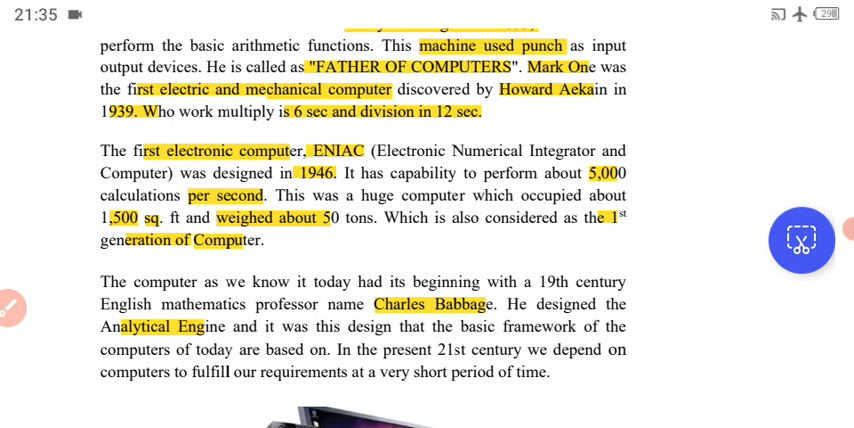 21:35
29
perform the basic arithmetic functions. This machine used punch as input
output devices. He is called as "FATHER OF COMPUTERS". Mark One was
the first electric and mechanical computer discovered by Howard Aekain in
1939. Who work multiply is 6 sec and division in 12 sec.
The first electronic computer, ENIAC (Electronic Numerical Integrator and
Computer) was designed in 1946. It has capability to perform about 5,000
calculations per second. This was a huge computer which occupied about
1,500 sq. ft and weighed about 50 tons. Which is also considered as the 1st
generation of Computer.
The computer as we know it today had its beginning with a 19th century
English mathematics professor name Charles Babbage. He designed the
Analytical Engine and it was this design that the basic framework of the
computers of today are based on. In the present 21st century we depend on
computers to fulfill our requirements at a very short period of time.